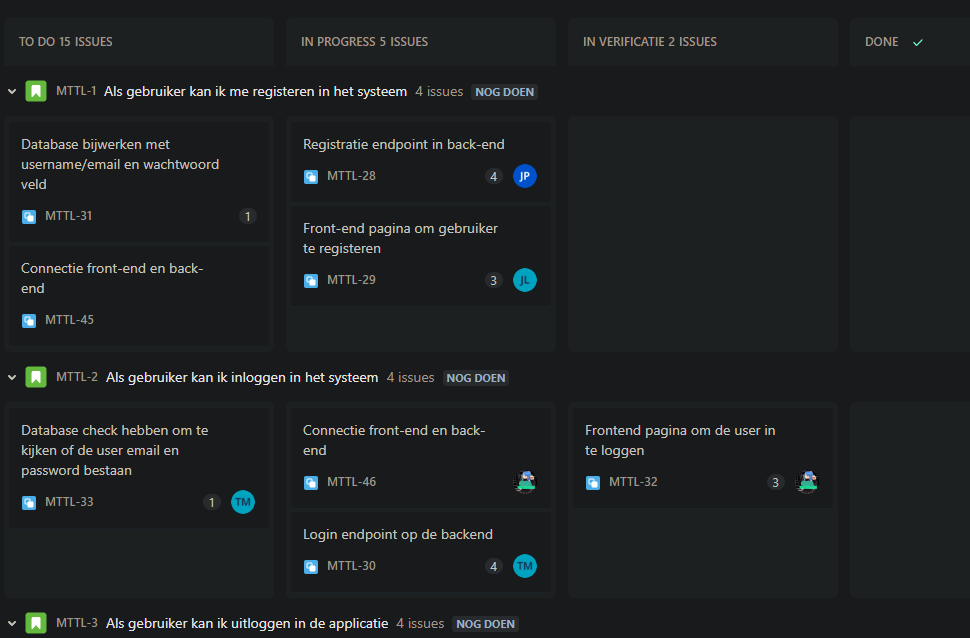 TO DO 15 ISSUES
IN PROGRESS 5 ISSUES
IN VERIFICATIE 2 ISSUES
DONE
MTTL-1 Als gebruiker kan ik me registeren in het systeem 4 issues NOG DOEN
Database bijwerken met
username/email en wachtwoord
veld
MTTL-31 1
Connectie front-end en back-
end
MTTL-45
Registratie endpoint in back-end
MTTL-28 4 JP
Front-end pagina om gebruiker
te registeren
MTTL-29 3 JL
MTTL-2 Als gebruiker kan ik inloggen in het systeem 4 issues NOG DOEN
Database check hebben om te
kijken of de user email en
password bestaan
MTTL-33 1 TM
Connectie front-end en back-
end
MTTL-46
Login endpoint op de backend
MTTL-30 4 TM
Frontend pagina om de user in
te loggen
MTTL-32 3
MTTL-3 Als gebruiker kan ik uitloggen in de applicatie 4 issues NOG DOEN